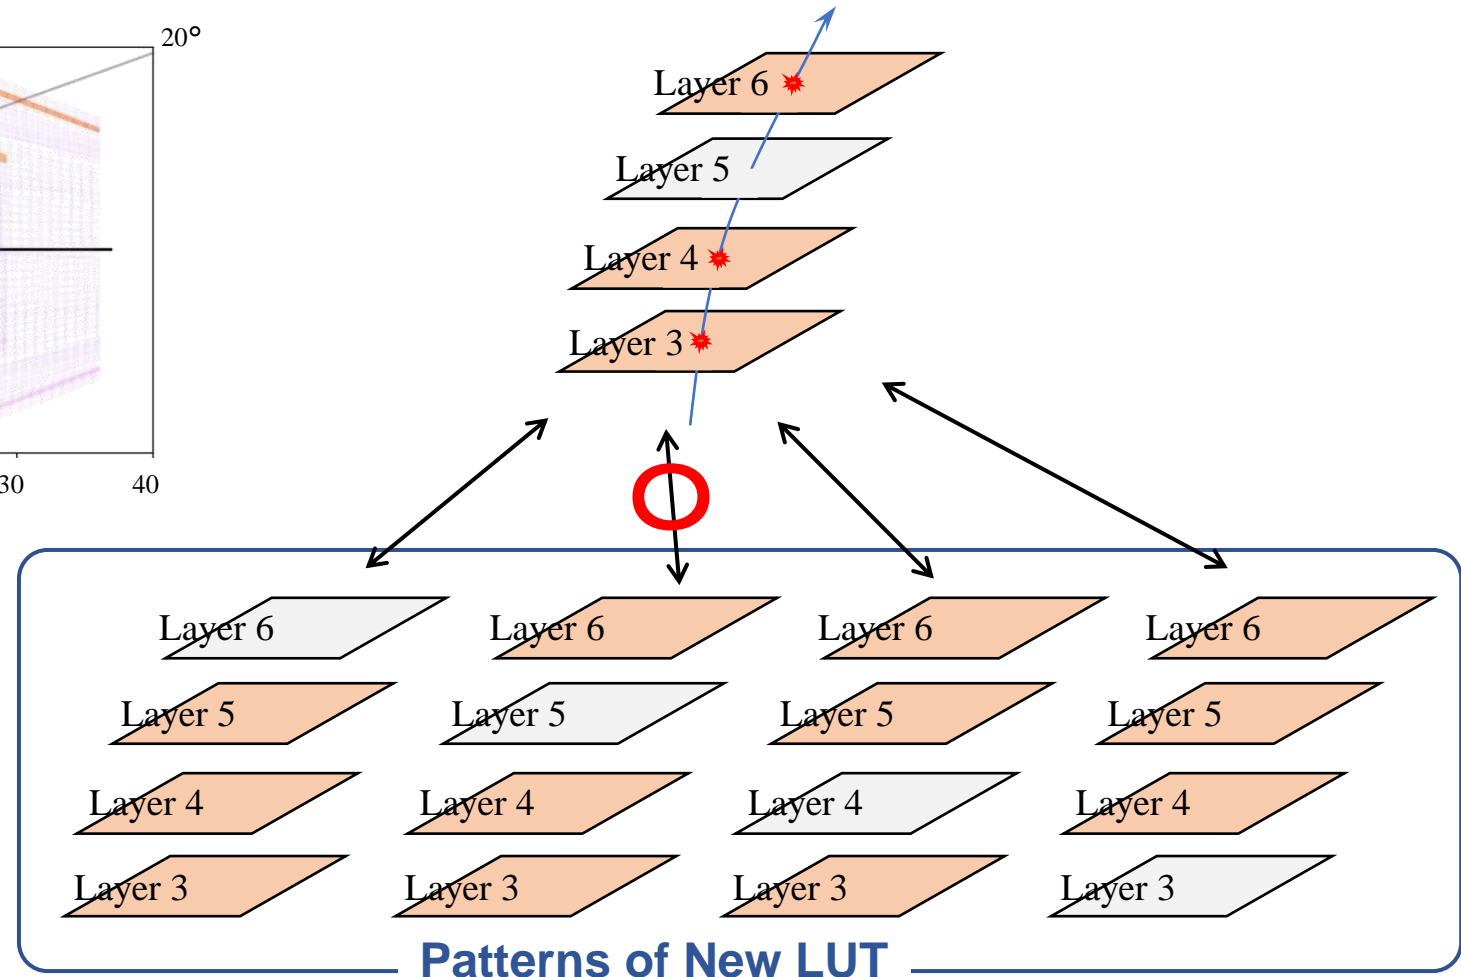 20°
30
40
Layer 6
Layer 5
Layer 4
Layer 3
Layer 6 Layer 6 Layer 6 Layer 6
Layer 5 Layer 5 Layer 5 Layer 5
Layer 4 Layer 4 Layer 4 Layer 4
Layer 3 Layer 3 Layer 3 Layer 3
Patterns of New LUT